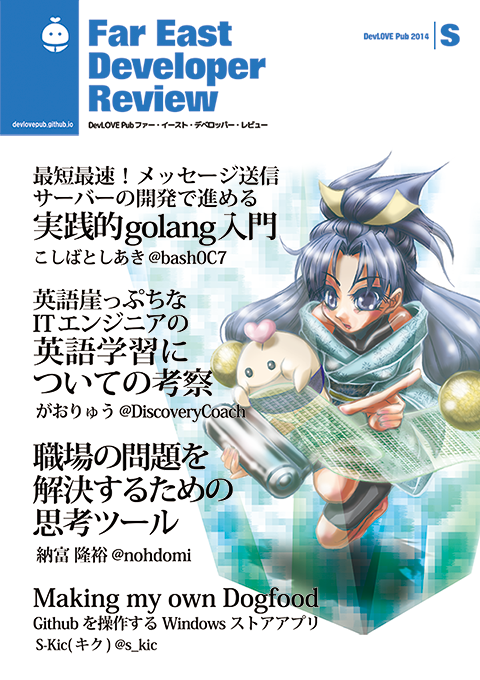 Far East
Developer
Review
DevLOVE Pub 2014 S
devlovepub.github.io
DevLOVE Pub ファー・イースト・デベロッパー・レビュー
最短最速！メッセージ送信
サーバーの開発で進める
実践的golang入門
こしばとしあき @bash0C7
英語崖っぷちな
ITエンジニアの
英語学習に
ついての考察
がおりゅう @DiscoveryCoach
職場の問題を
解決するための
思考ツール
納富 隆裕 @nohdomi
Making my own Dogfood
Githubを操作するWindowsストアアプリ
S-Kic(キク) @s_kic